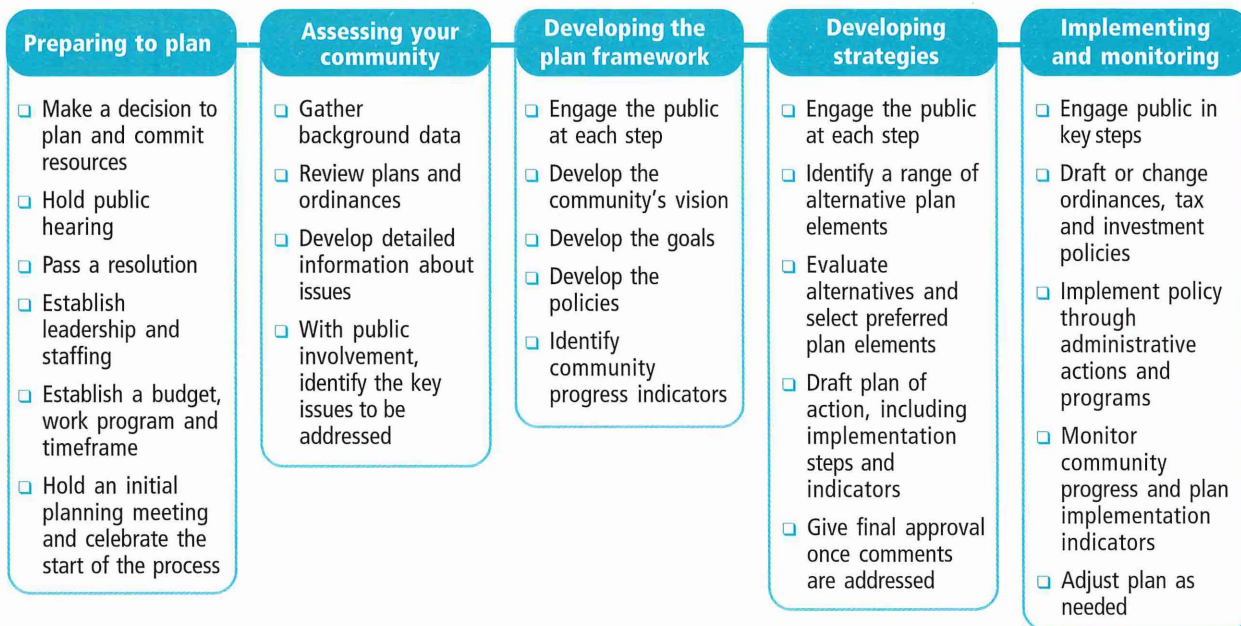 Preparing to plan
Make a decision to
plan and commit
resources
Hold public
hearing
Pass a resolution
Establish
leadership and
staffing
Establish a budget,
work program and
timeframe
Hold an initial
planning meeting
and celebrate the
start of the process
Assessing your
community
Gather
background data
Review plans and
ordinances
Develop detailed
information about
issues
With public
involvement,
identify the key
issues to be
addressed
Developing the
plan framework
Engage the public
at each step
Develop the
community's vision
Develop the goals
Develop the
policies
Identify
community
progress indicators
Developing
strategies
Engage the public
at each step
Identify a range of
alternative plan
elements
Evaluate
alternatives and
select preferred
plan elements
Draft plan of
action, including
implementation
steps and
indicators
Give final approval
once comments
are addressed
Implementing
and monitoring
Engage public in
key steps
Draft or change
ordinances, tax
and investment
policies
Implement policy
through
administrative
actions and
programs
Monitor
community
progress and plan
implementation
indicators
Adjust plan as
needed